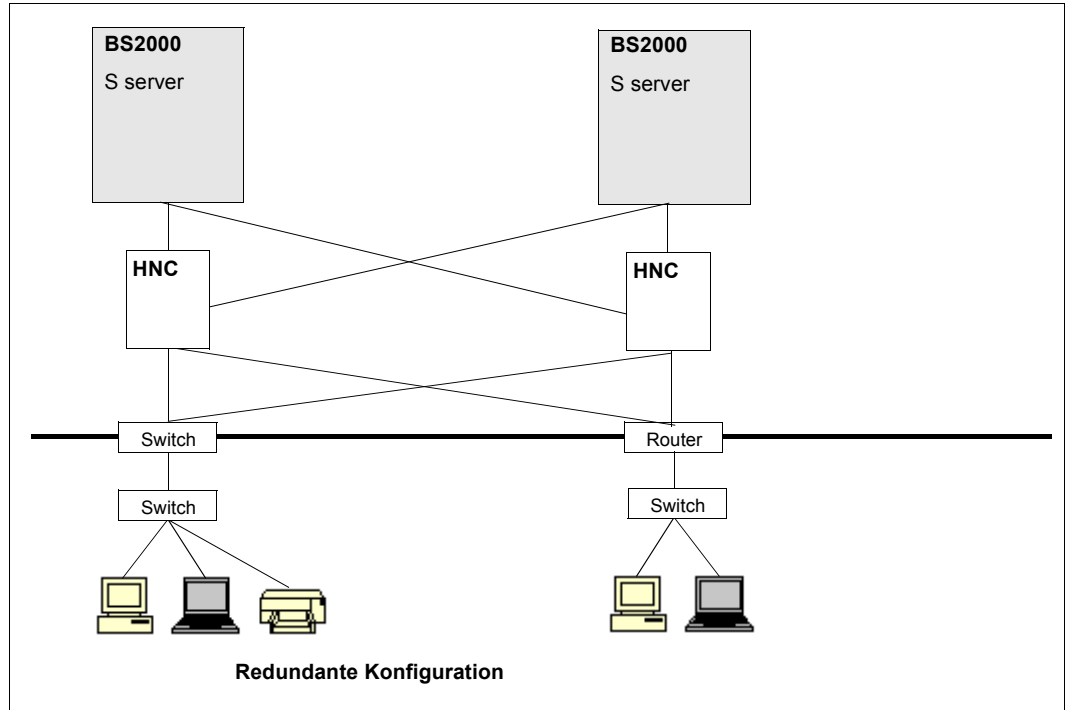 BS2000
S server
BS2000
S server
HNC
HNC
Switch
Router
Switch
Switch
Redundante Konfiguration